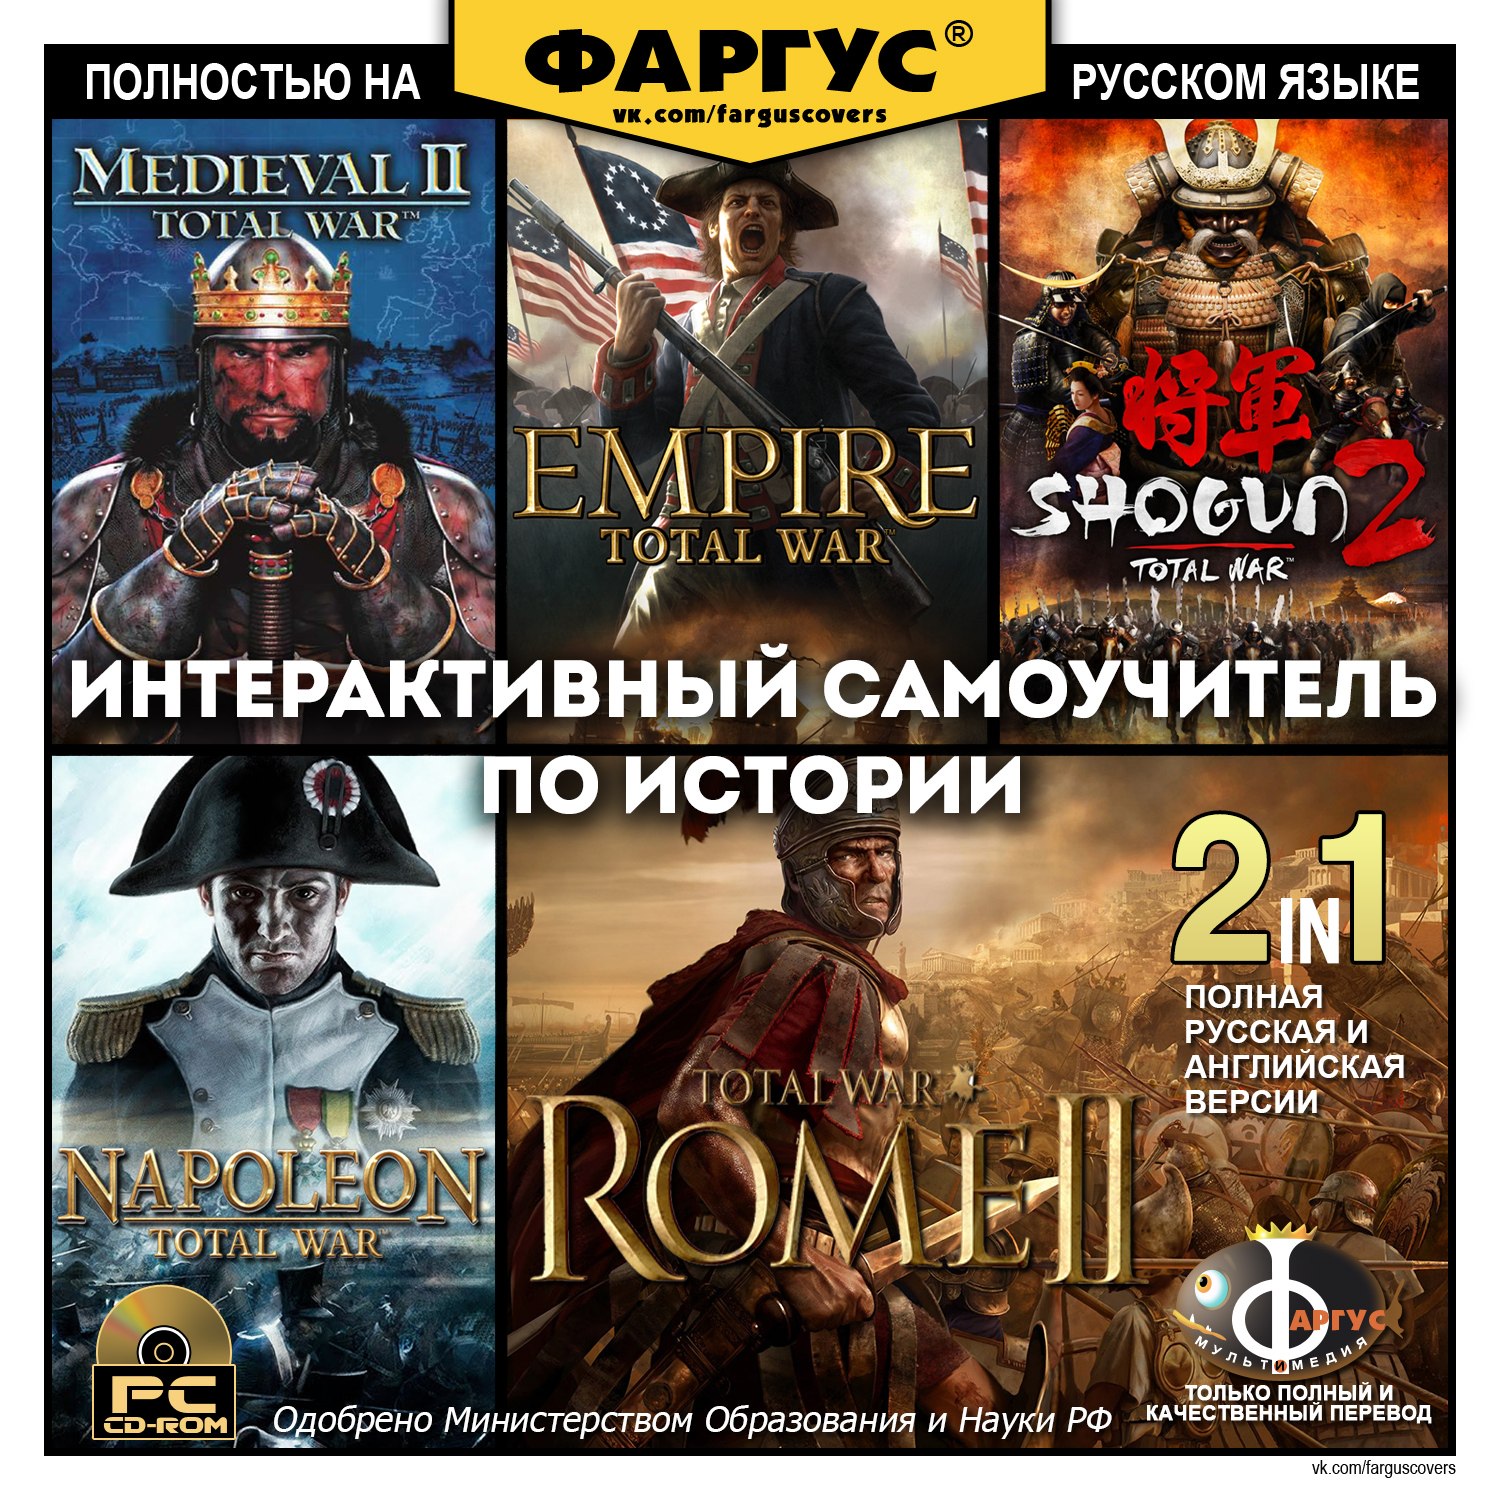 ФАРГУС®
vk.com/farguscovers
ПОЛНОСТЬЮ НА
РУССКОМ ЯЗЫКЕ
MEDIEVAL II
TOTAL WAR™
EMPIRE
TOTAL WAR™
将軍
SHOGUN 2
TOTAL WAR™
ИНТЕРАКТИВНЫЙ САМОУЧИТЕЛЬ
ПО ИСТОРИИ
NAPOLEON
TOTAL WAR™
TOTAL WAR
ROME II
2 IN 1
ПОЛНАЯ
РУССКАЯ И
АНГЛИЙСКАЯ
ВЕРСИИ
ФАРГУС
МУЛЬТИМЕДИЯ
ТОЛЬКО ПОЛНЫЙ И
КАЧЕСТВЕННЫЙ ПЕРЕВОД
PC
CD-ROM
Одобрено Министерством Образования и Науки РФ
vk.com/farguscovers